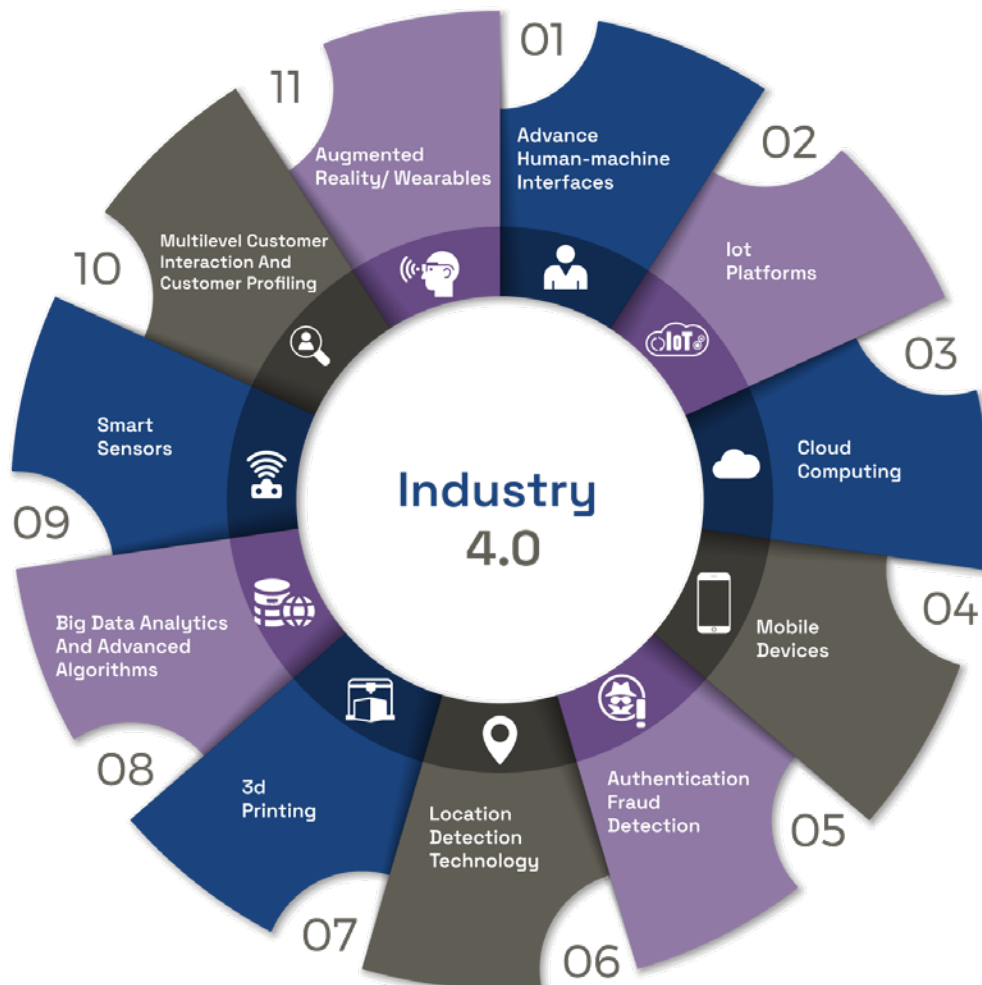 01
Advance
Human-machine
Interfaces
02
Iot
Platforms
IoT
03
Cloud
Computing
04
Mobile
Devices
05
Authentication
Fraud
Detection
06
Location
Detection
Technology
07
3d
Printing
08
Big Data Analytics
And Advanced
Algorithms
09
Smart
Sensors
10
Multilevel Customer
Interaction And
Customer Profiling
11
Augmented
Reality/ Wearables
Industry
4.0